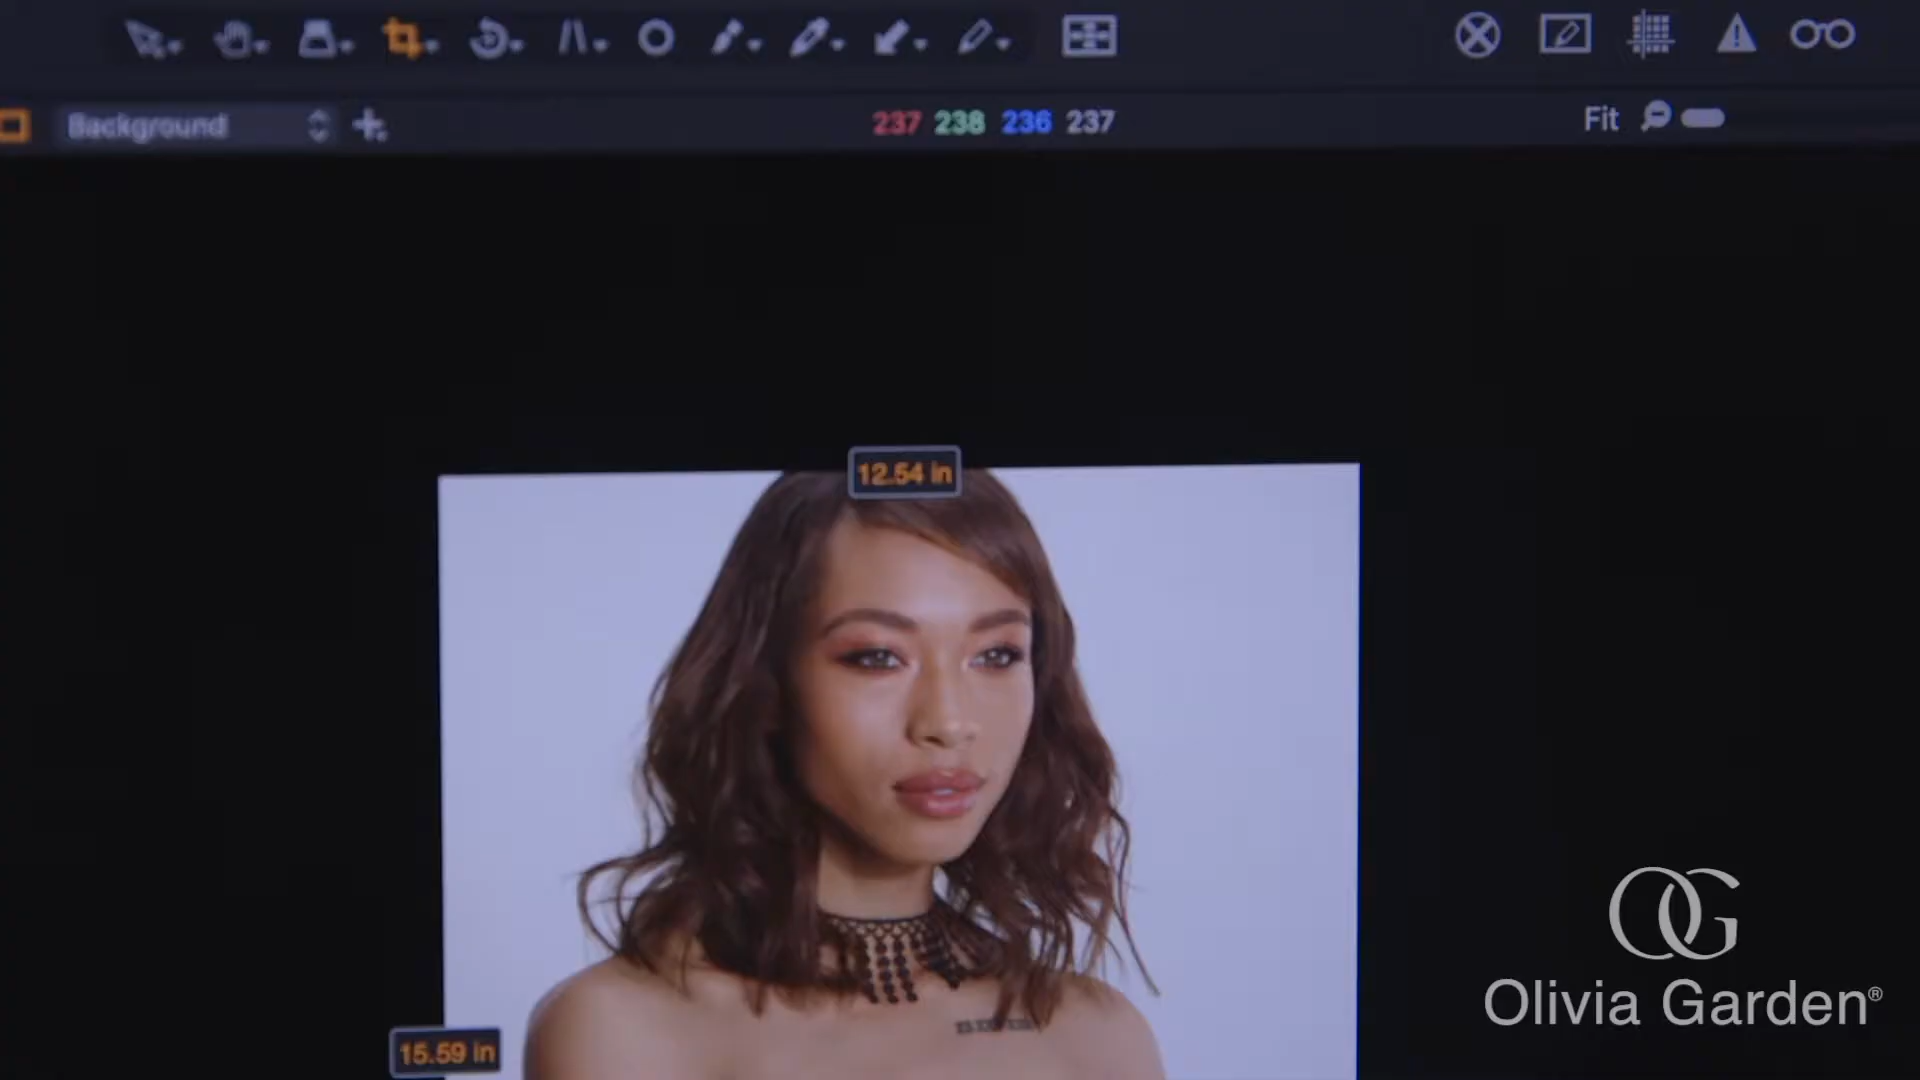 Background
237 238 236 237
Fit
12.54 in
15.59 in
OG
Olivia Garden®